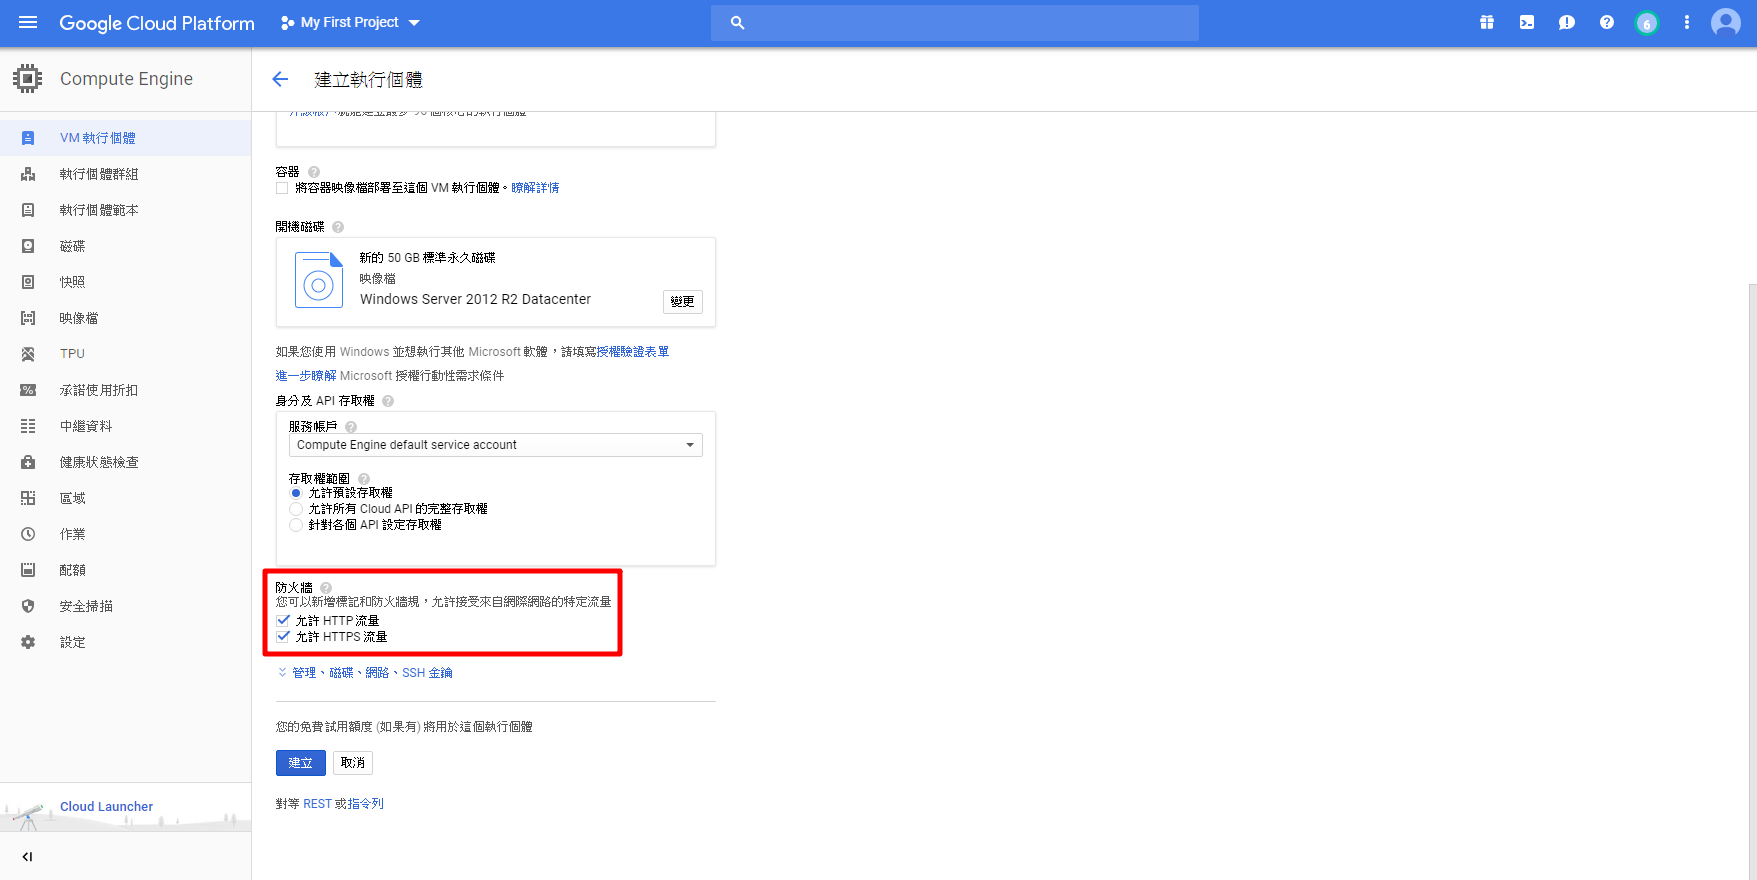 Google Cloud Platform
My First Project
6
Compute Engine
建立執行個體
VM 執行個體
執行個體群組
執行個體範本
磁碟
快照
映像檔
TPU
承諾使用折扣
中繼資料
健康狀態檢查
區域
作業
配額
安全掃描
設定
Cloud Launcher
容器
將容器映像檔部署至這個 VM 執行個體。瞭解詳情
開機磁碟
新的 50 GB 標準永久磁碟
映像檔
Windows Server 2012 R2 Datacenter
變更
如果您使用 Windows 並想執行其他 Microsoft 軟體，請填寫授權驗證表單
進一步瞭解 Microsoft 授權行動性需求條件
身分及 API 存取權
服務帳戶
Compute Engine default service account
存取權範圍
允許預設存取權
允許所有 Cloud API 的完整存取權
針對各個 API 設定存取權
防火牆
您可以新增標記和防火牆規，允許接受來自網際網路的特定流量
允許 HTTP 流量
允許 HTTPS 流量
管理、磁碟、網路、SSH 金鑰
您的免費試用額度 (如果有) 將用於這個執行個體
建立
取消
對等 REST 或指令列